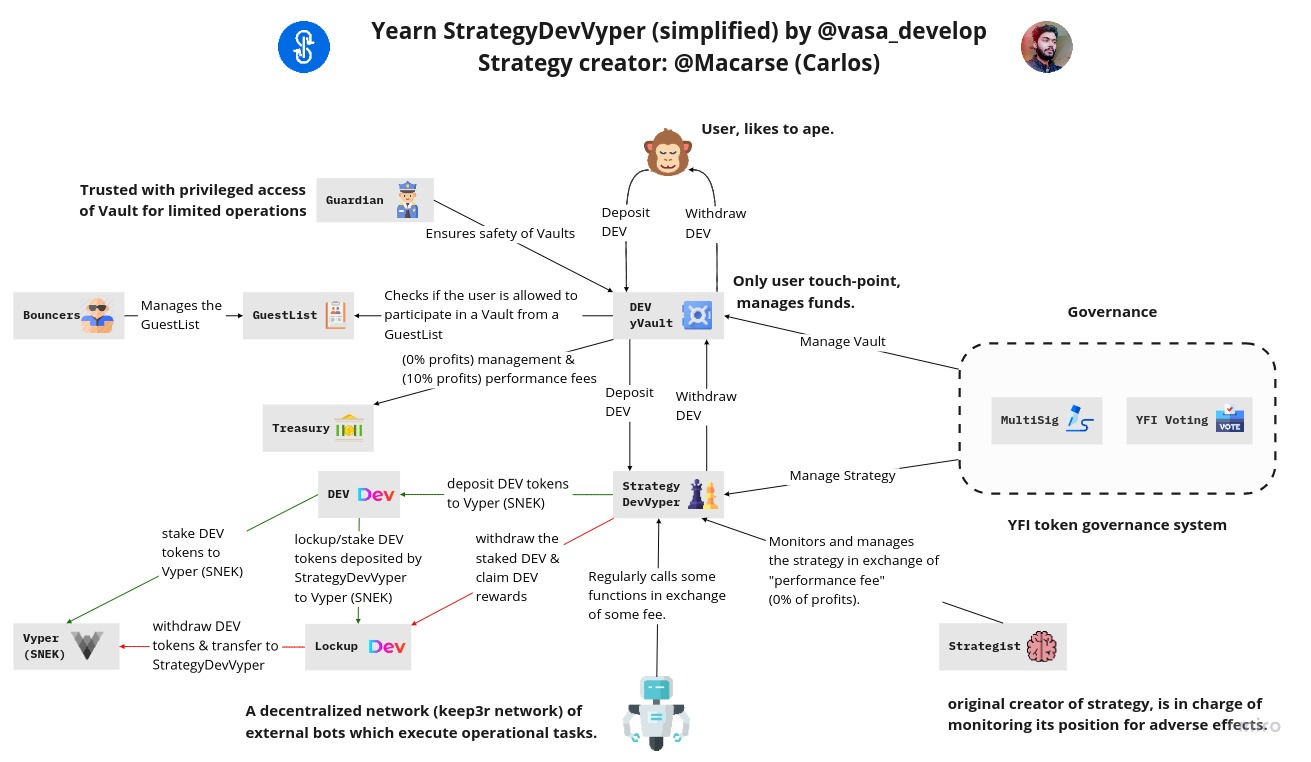 Yearn StrategyDevVyper (simplified) by @vasa_develop
Strategy creator: @Macarse (Carlos)
User, likes to ape.
Trusted with privileged access
of Vault for limited operations
Guardian
Ensures safety of Vaults
Deposit
DEV
Withdraw
DEV
Only user touch-point,
manages funds.
Bouncers
Manages the
GuestList
GuestList
Checks if the user is allowed to
participate in a Vault from a
GuestList
DEV
yVault
Governance
Manage Vault
(0% profits) management &
(10% profits) performance fees
Deposit
DEV
Withdraw
DEV
Treasury
MultiSig
YFI Voting
VOTE
Manage Strategy
DEV
Dev
deposit DEV tokens
to Vyper (SNEK)
Strategy
DevVyper
YFI token governance system
stake DEV
tokens to
Vyper (SNEK)
lockup/stake DEV
tokens deposited by
StrategyDevVyper
to Vyper (SNEK)
withdraw the
staked DEV &
claim DEV
rewards
Regularly calls some
functions in exchange
of some fee.
Monitors and manages
the strategy in exchange of
"performance fee"
(0% of profits).
Vyper
(SNEK)
withdraw DEV
tokens & transfer to
StrategyDevVyper
Lockup
Dev
Strategist
A decentralized network (keep3r network) of
external bots which execute operational tasks.
original creator of strategy, is in charge of
monitoring its position for adverse effects.
miro